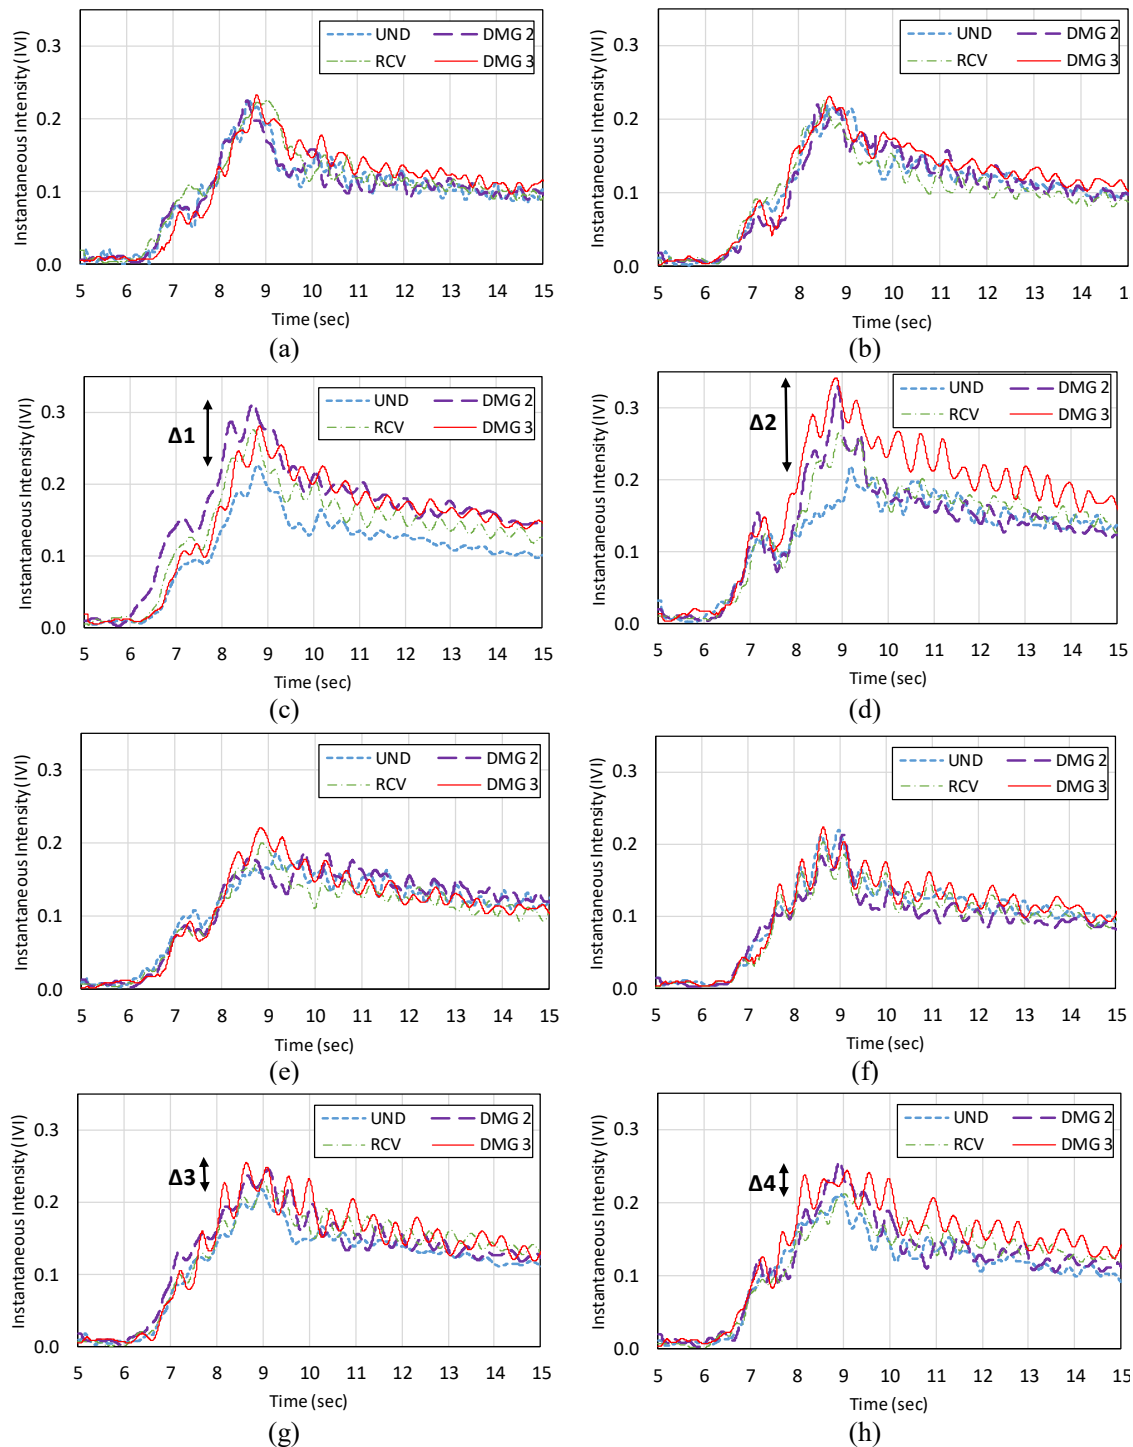 Instantaneous Intensity (IVI)
0.3
0.2
0.1
0.0
UND DMG 2
RCV DMG 3
5 6 7 8 9 10 11 12 13 14 15
Time (sec)
(a)
Instantaneous Intensity (IVI)
0.3
0.2
0.1
0.0
UND DMG 2
RCV DMG 3
5 6 7 8 9 10 11 12 13 14 1
Time (sec)
(b)
Instantaneous Intensity (IVI)
0.3
0.2
0.1
0.0
Δ1
UND DMG 2
RCV DMG 3
5 6 7 8 9 10 11 12 13 14 15
Time (sec)
(c)
Instantaneous Intensity (IVI)
0.3
0.2
0.1
0.0
Δ2
UND DMG 2
RCV DMG 3
5 6 7 8 9 10 11 12 13 14 15
Time (sec)
(d)
Instantaneous Intensity (IVI)
0.3
0.2
0.1
0.0
UND DMG 2
RCV DMG 3
5 6 7 8 9 10 11 12 13 14 15
Time (sec)
(e)
Instantaneous Intensity (IVI)
0.3
0.2
0.1
0.0
UND DMG 2
RCV DMG 3
5 6 7 8 9 10 11 12 13 14 15
Time (sec)
(f)
Instantaneous Intensity (IVI)
0.3
0.2
0.1
0.0
Δ3
UND DMG 2
RCV DMG 3
5 6 7 8 9 10 11 12 13 14 15
Time (sec)
(g)
Instantaneous Intensity (IVI)
0.3
0.2
0.1
0.0
Δ4
UND DMG 2
RCV DMG 3
5 6 7 8 9 10 11 12 13 14 15
Time (sec)
(h)